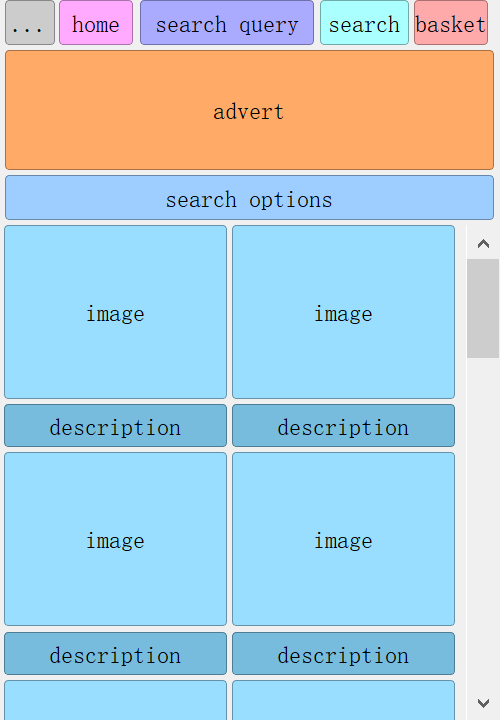 ... home search query search basket
advert
search options
image image
description description
image image
description description